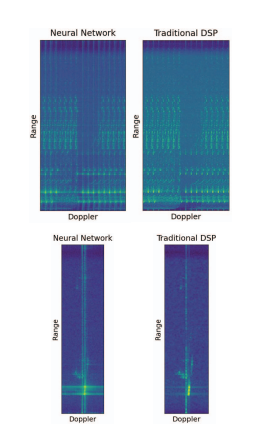 Neural Network
Traditional DSP
Range
Range
Doppler
Doppler
Neural Network
Traditional DSP
Range
Range
Doppler
Doppler